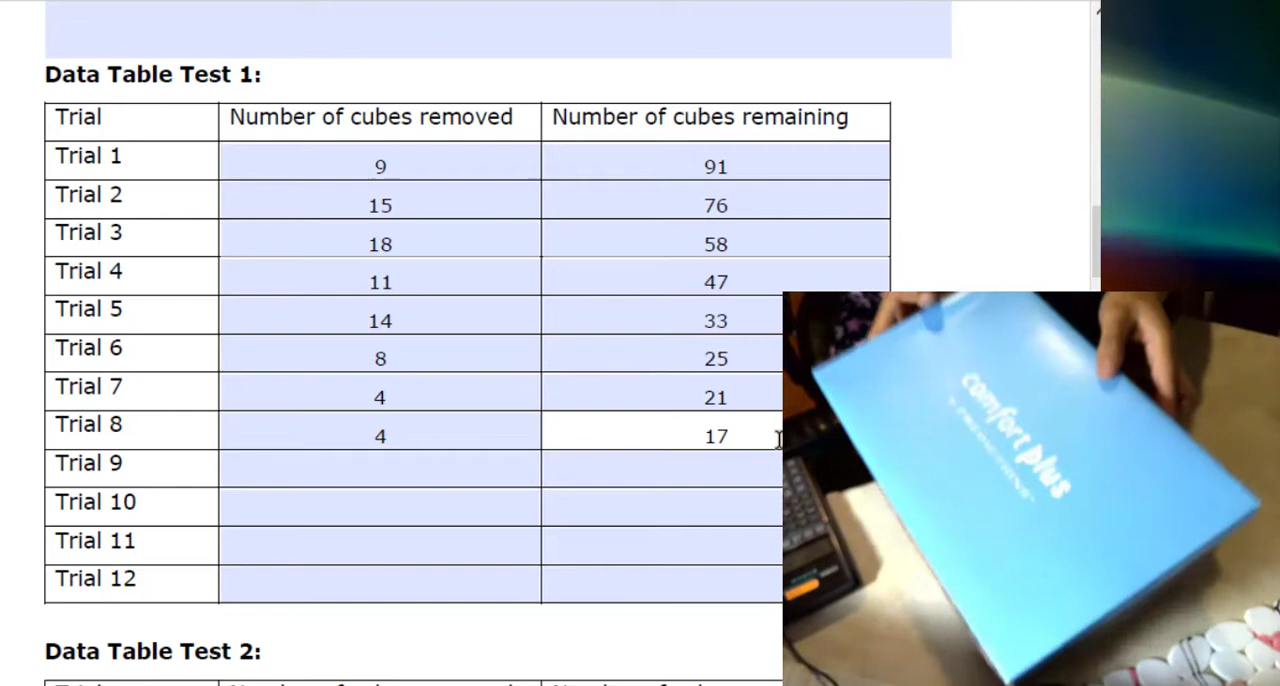 Data Table Test 1:
Trial Number of cubes removed Number of cubes remaining
Trial 1 9 91
Trial 2 15 76
Trial 3 18 58
Trial 4 11 47
Trial 5 14 33
Trial 6 8 25
Trial 7 4 21
Trial 8 4 17
Trial 9
Trial 10
Trial 11
Trial 12
Data Table Test 2:
comfort plus